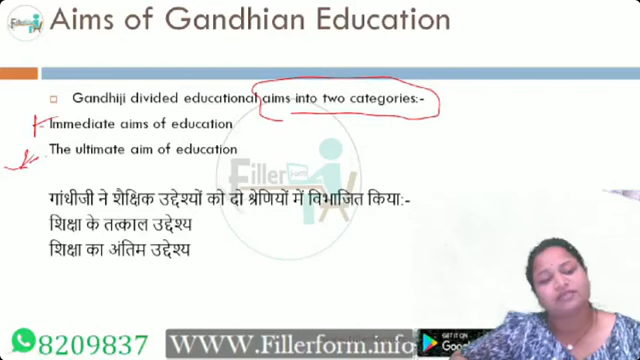 Aims of Gandhian Education
Gandhiji divided educational aims into two categories:-
Immediate aims of education
The ultimate aim of education
गांधीजी ने शैक्षिक उद्देश्यों को दो श्रेणियों में विभाजित किया:-
शिक्षा के तत्काल उद्देश्य
शिक्षा का अंतिम उद्देश्य
Fillerform
8209837
WWW.Fillerform.info
GET IT ON